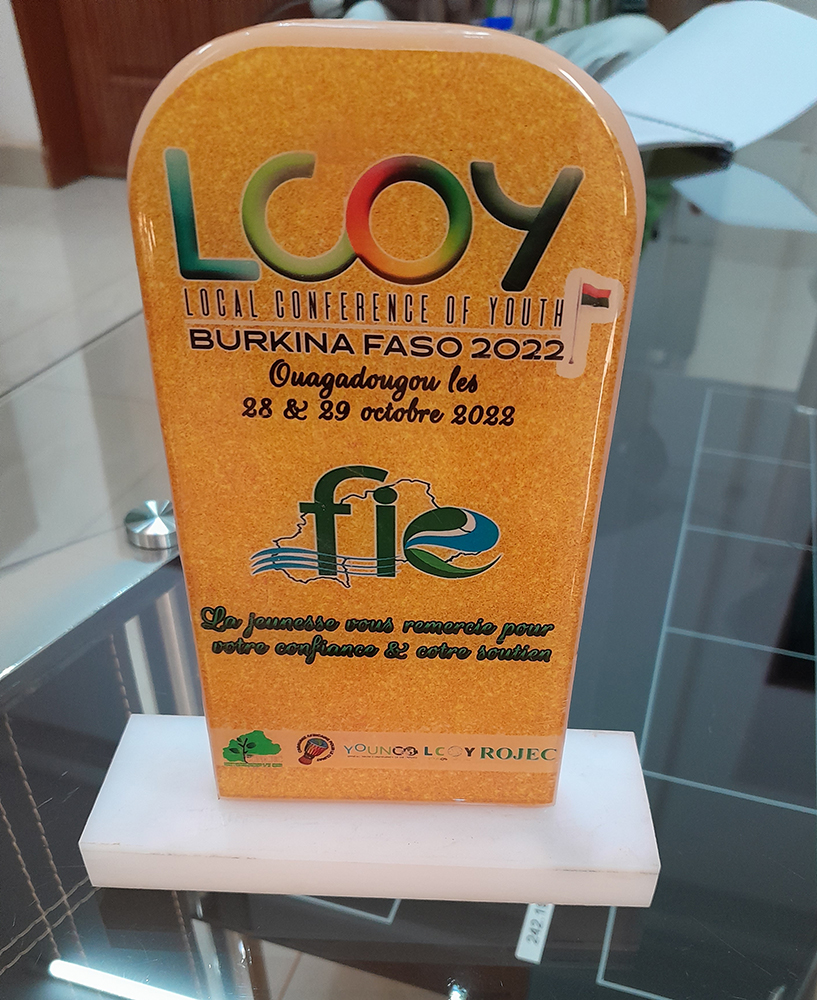 LCOY
LOCAL CONFERENCE OF YOUTH
BURKINA FASO 2022
Ouagadougou les
28 & 29 octobre 2022
fie
La jeunesse vous remercie pour
votre confiance & cotre soutien
YOUNGO LCOY ROJEC